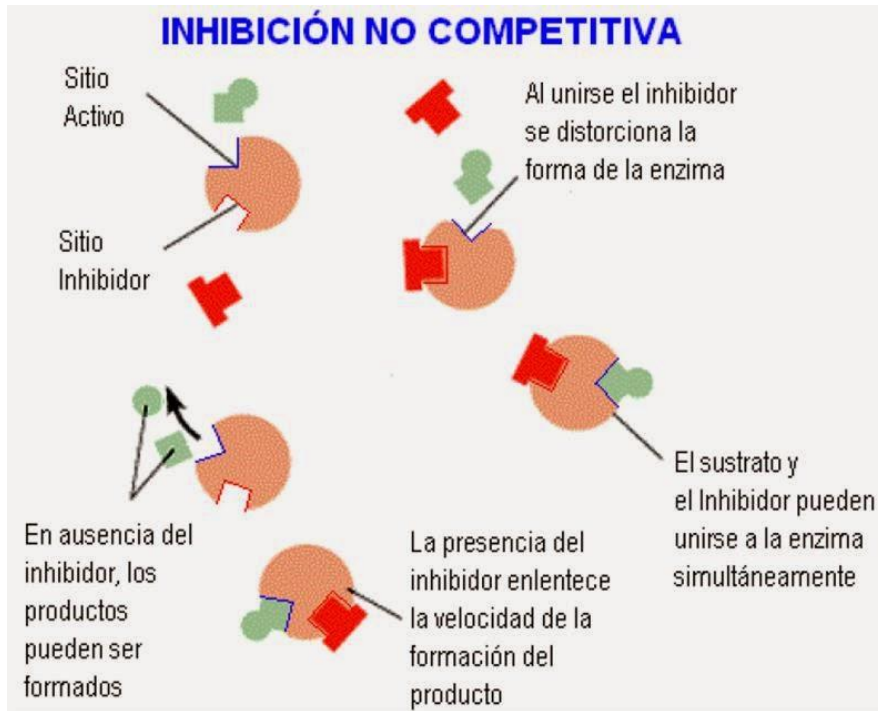 INHIBICIÓN NO COMPETITIVA
Sitio
Activo
Al unirse el inhibidor
se distorciona la
forma de la enzima
Sitio
Inhibidor
El sustrato y
el Inhibidor pueden
unirse a la enzima
simultáneamente
En ausencia del
inhibidor, los
productos
pueden ser
formados
La presencia del
inhibidor enlentece
la velocidad de la
formación del
producto